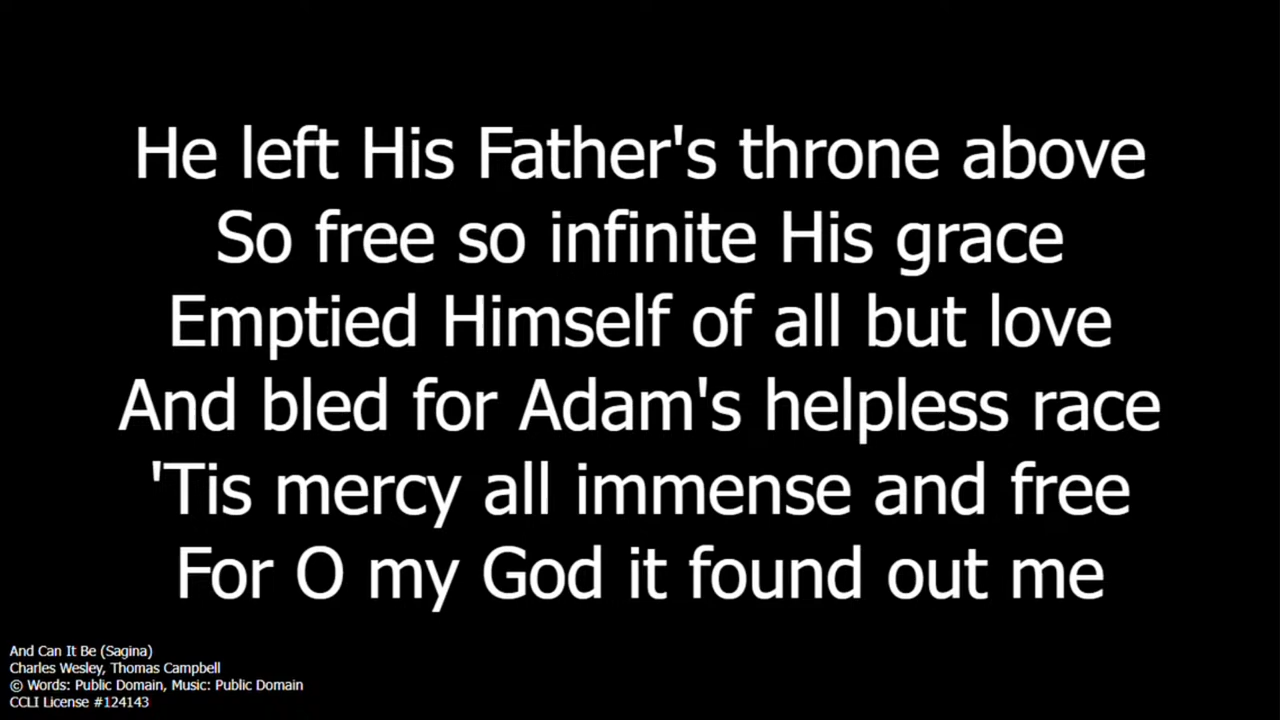 He left His Father's throne above
So free so infinite His grace
Emptied Himself of all but love
And bled for Adam's helpless race
'Tis mercy all immense and free
For O my God it found out me
And Can It Be (Sagina)
Charles Wesley, Thomas Campbell
© Words: Public Domain, Music: Public Domain
CCLI License #124143